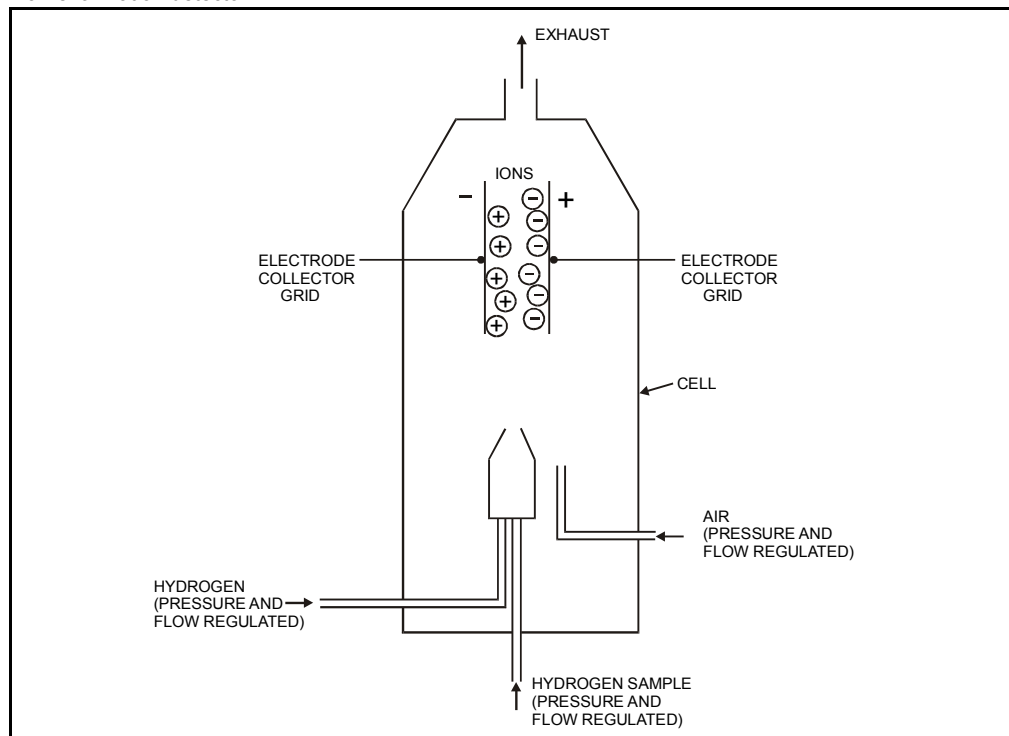 EXHAUST
IONS
−
+
ELECTRODE
COLLECTOR
GRID
ELECTRODE
COLLECTOR
GRID
CELL
AIR
(PRESSURE AND
FLOW REGULATED)
HYDROGEN
(PRESSURE AND
FLOW REGULATED)
HYDROGEN SAMPLE
(PRESSURE AND
FLOW REGULATED)